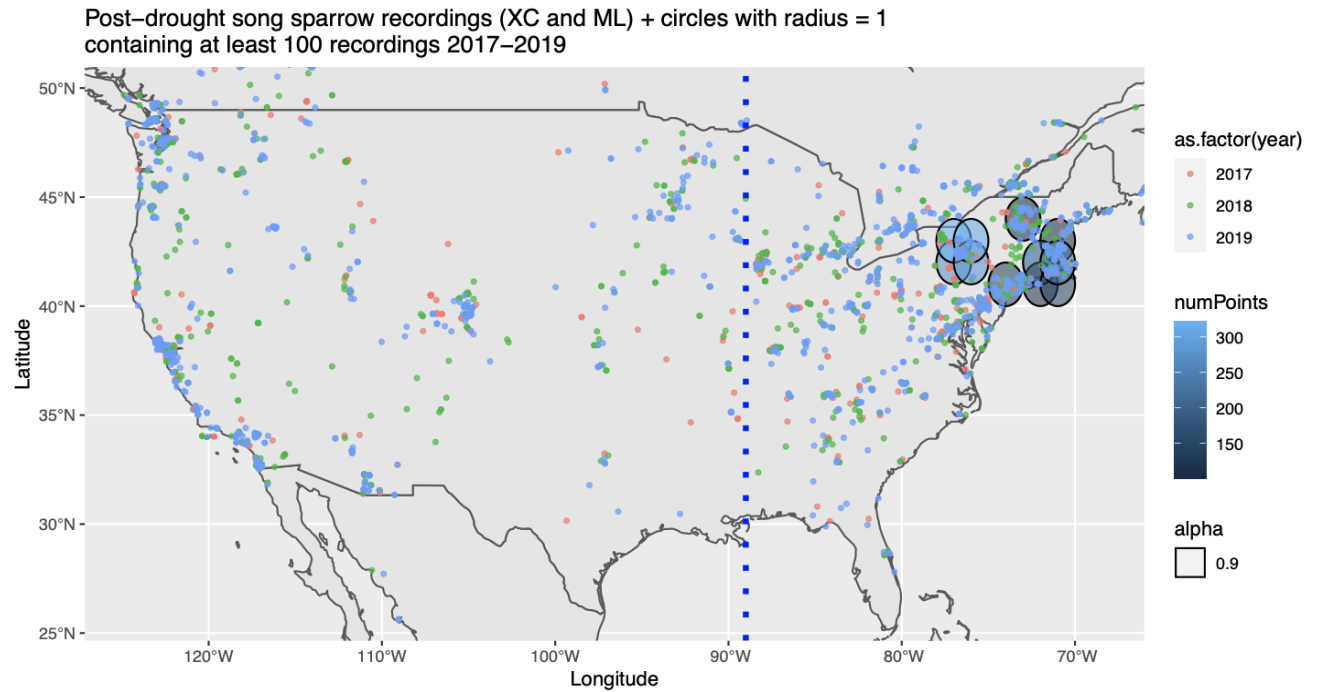 Post−drought song sparrow recordings (XC and ML) + circles with radius = 1
containing at least 100 recordings 2017−2019
50°N
45°N
40°N
35°N
30°N
25°N
Latitude
120°W
110°W
100°W
90°W
80°W
70°W
Longitude
as.factor(year)
2017
2018
2019
numPoints
300
250
200
150
alpha
0.9